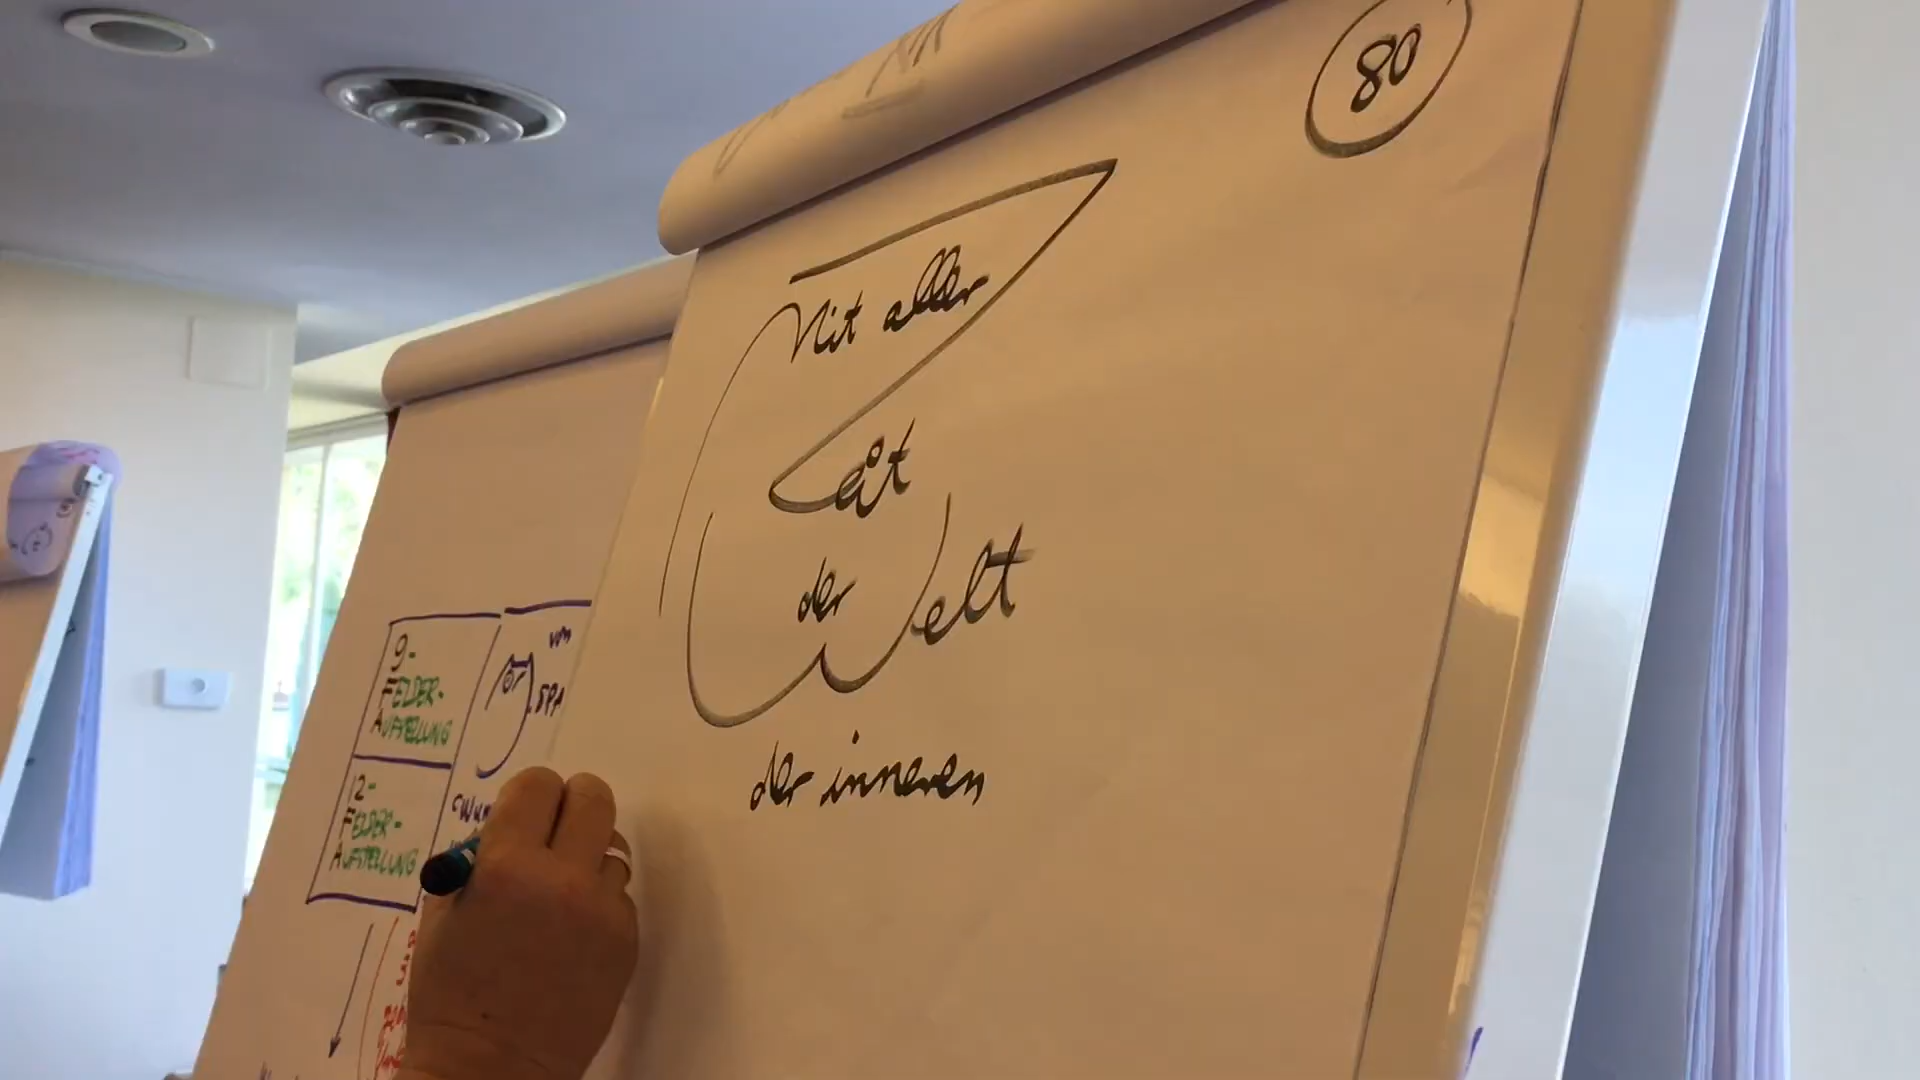 80
Mit aller
Zeit
der Welt
der inneren
9-
FELDER-
AUFSTELLUNG
12-
FELDER-
AUFSTELLUNG